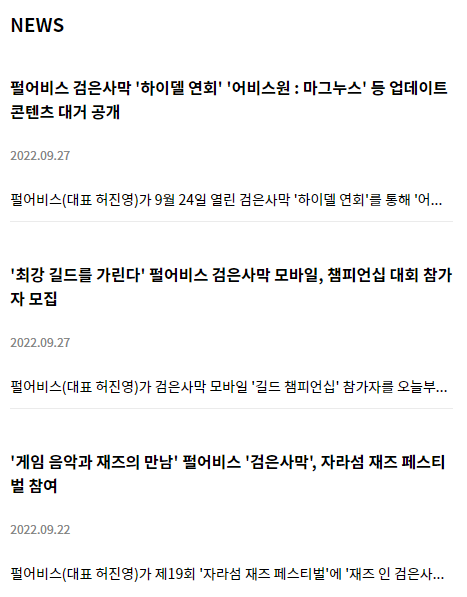 NEWS
펄어비스 검은사막 '하이델 연회' '어비스원 : 마그누스' 등 업데이트
콘텐츠 대거 공개
2022.09.27
펄어비스(대표 허진영)가 9월 24일 열린 검은사막 '하이델 연회'를 통해 '어...
'최강 길드를 가린다' 펄어비스 검은사막 모바일, 챔피언십 대회 참가
자 모집
2022.09.27
펄어비스(대표 허진영)가 검은사막 모바일 '길드 챔피언십' 참가자를 오늘부...
'게임 음악과 재즈의 만남' 펄어비스 '검은사막', 자라섬 재즈 페스티
벌 참여
2022.09.22
펄어비스(대표 허진영)가 제19회 '자라섬 재즈 페스티벌'에 '재즈 인 검은사...